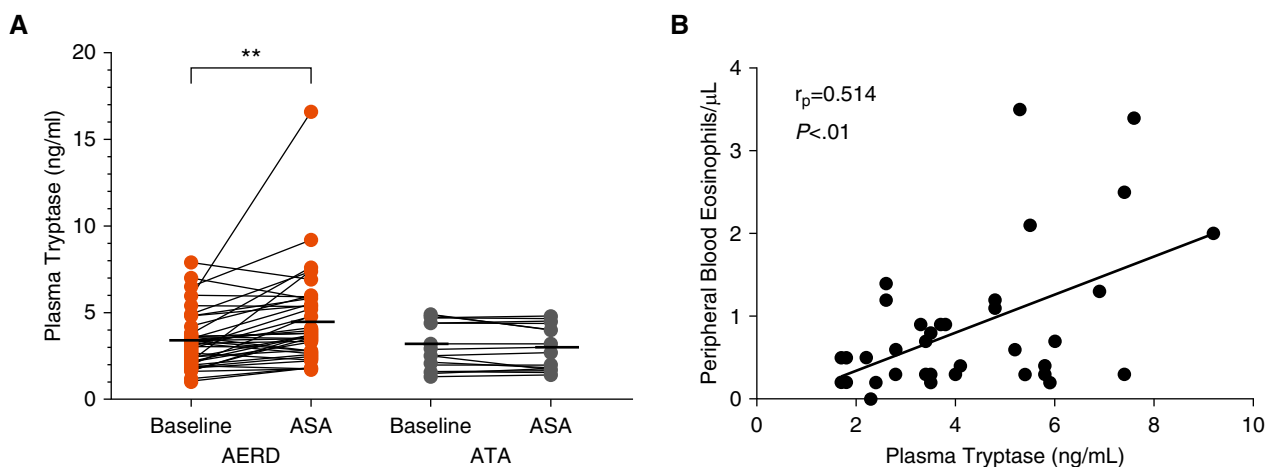 A
Plasma Tryptase (ng/ml)
20
15
10
5
0
**
Baseline ASA Baseline ASA
AERD ATA
B
Peripheral Blood Eosinophils/μL
4
3
2
1
0
r_p=0.514
P<.01
0 2 4 6 8 10
Plasma Tryptase (ng/mL)